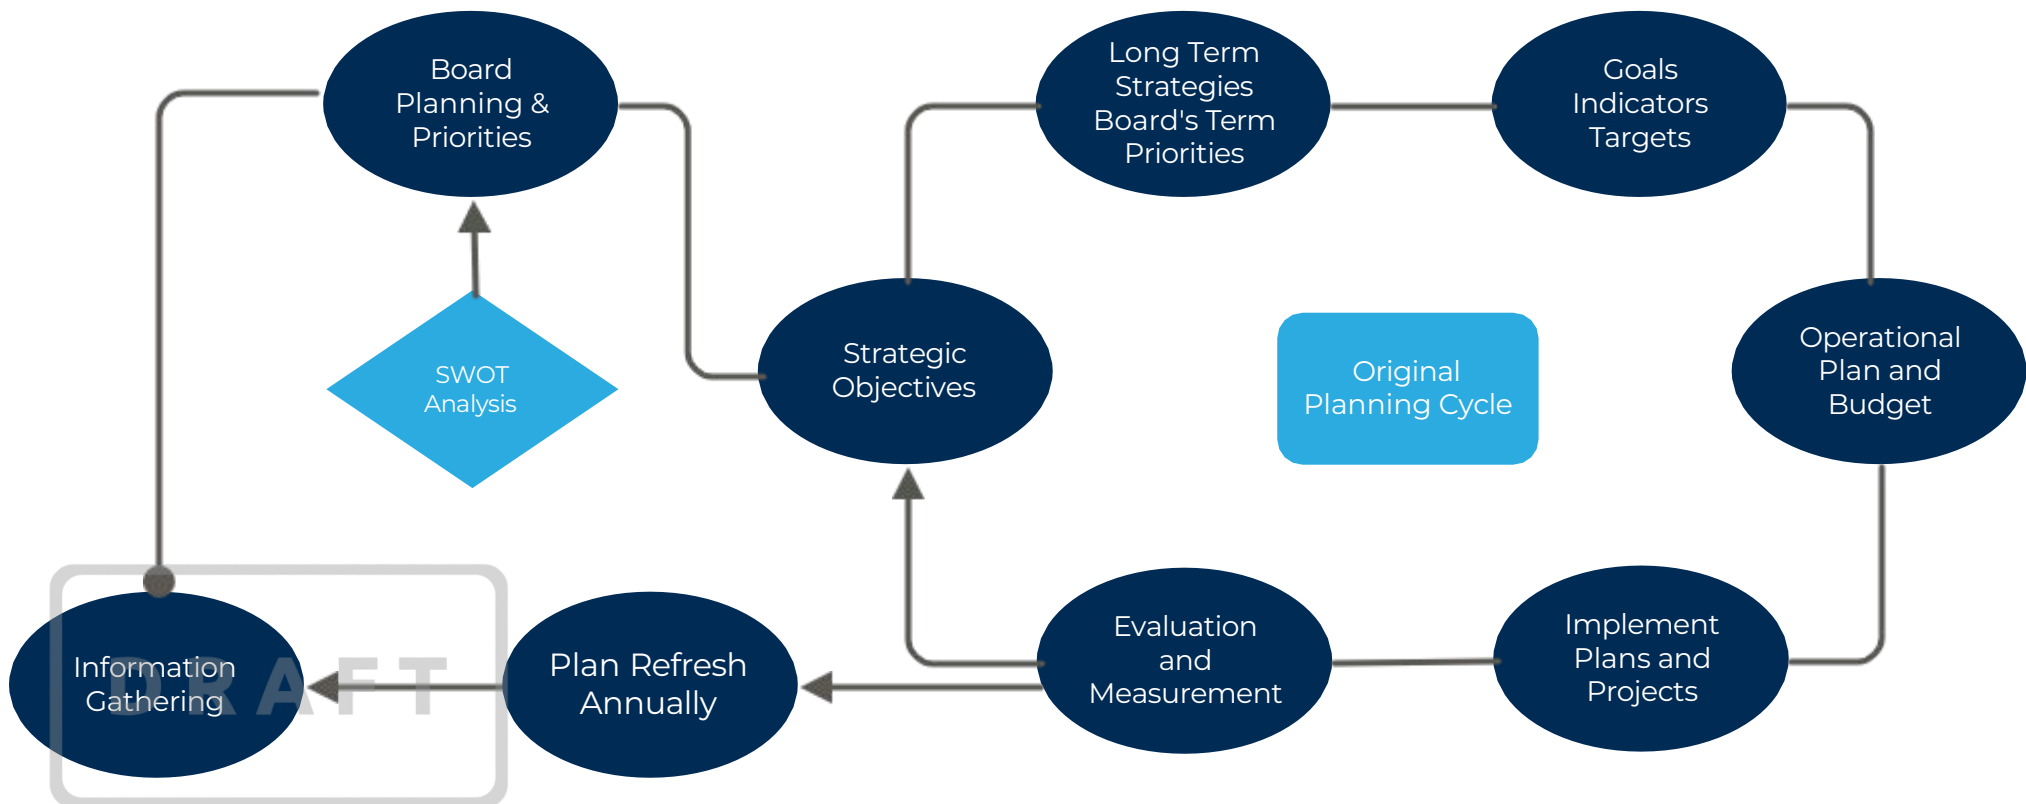 Board
Planning &
Priorities
Long Term
Strategies
Board's Term
Priorities
Goals
Indicators
Targets
SWOT
Analysis
Strategic
Objectives
Original
Planning Cycle
Operational
Plan and
Budget
Information
Gathering
DRAFT
Plan Refresh
Annually
Evaluation
and
Measurement
Implement
Plans and
Projects